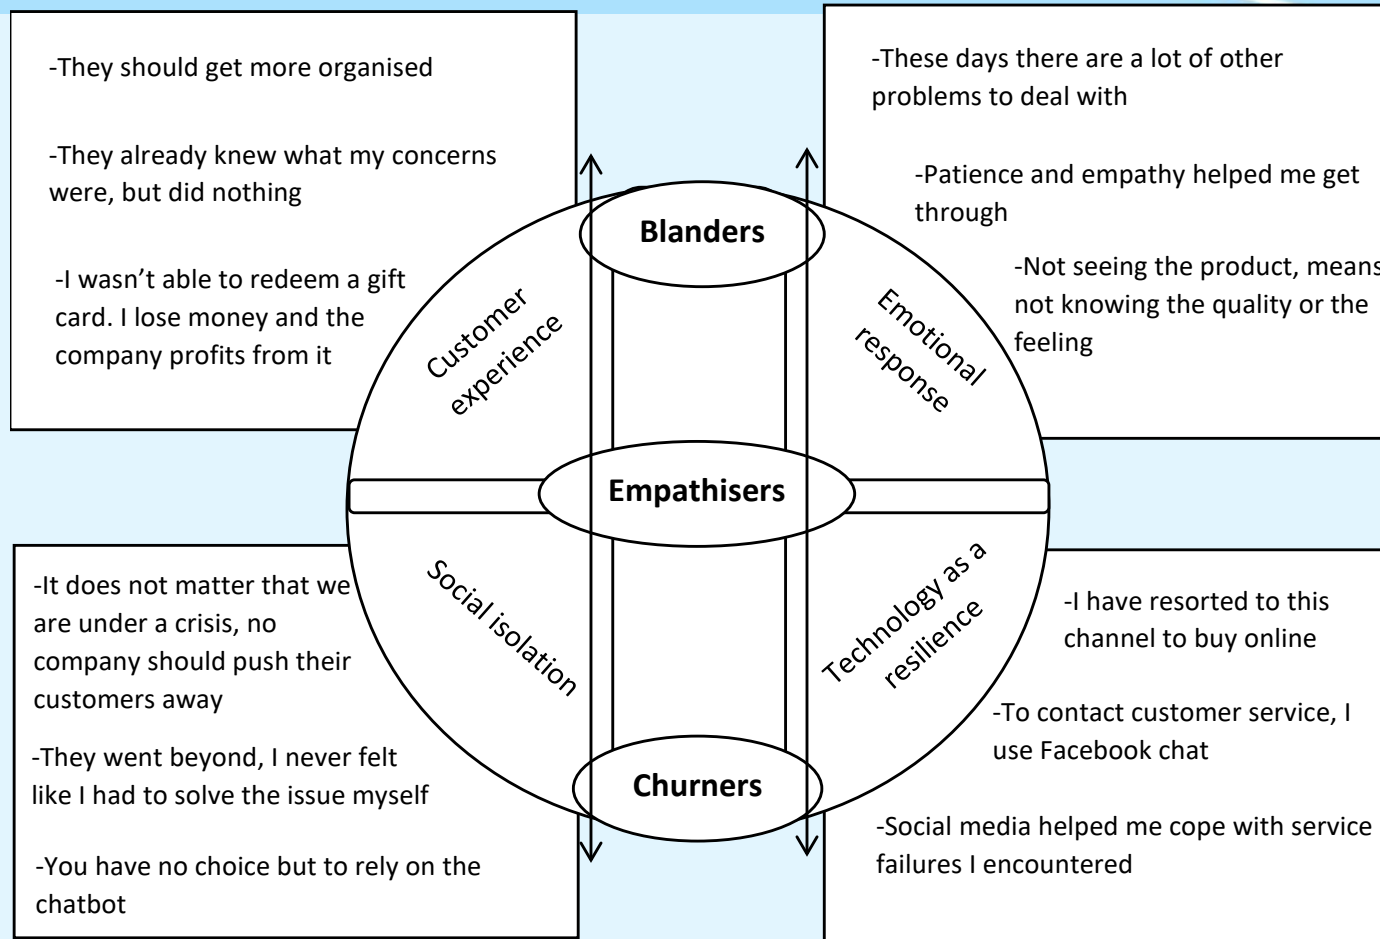 -They should get more organised
-They already knew what my concerns
were, but did nothing
-I wasn’t able to redeem a gift
card. I lose money and the
company profits from it
-These days there are a lot of other
problems to deal with
-Patience and empathy helped me get
through
-Not seeing the product, means
not knowing the quality or the
feeling
Blanders
Customer
experience
Emotional
response
Empathisers
Social isolation
Technology as a
resilience
Churners
-It does not matter that we
are under a crisis, no
company should push their
customers away
-They went beyond, I never felt
like I had to solve the issue myself
-You have no choice but to rely on the
chatbot
-I have resorted to this
channel to buy online
-To contact customer service, I
use Facebook chat
-Social media helped me cope with service
failures I encountered